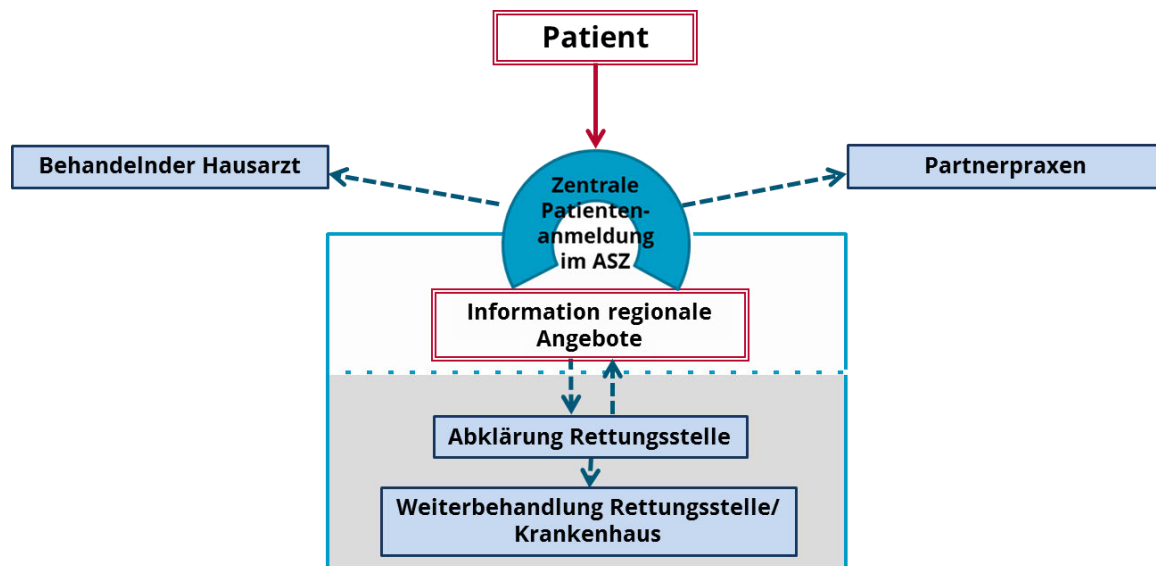 Patient
Behandelnder Hausarzt
Partnerpraxen
Zentrale
Patienten-
anmeldung
im ASZ
Information regionale
Angebote
Abklärung Rettungsstelle
Weiterbehandlung Rettungsstelle/
Krankenhaus